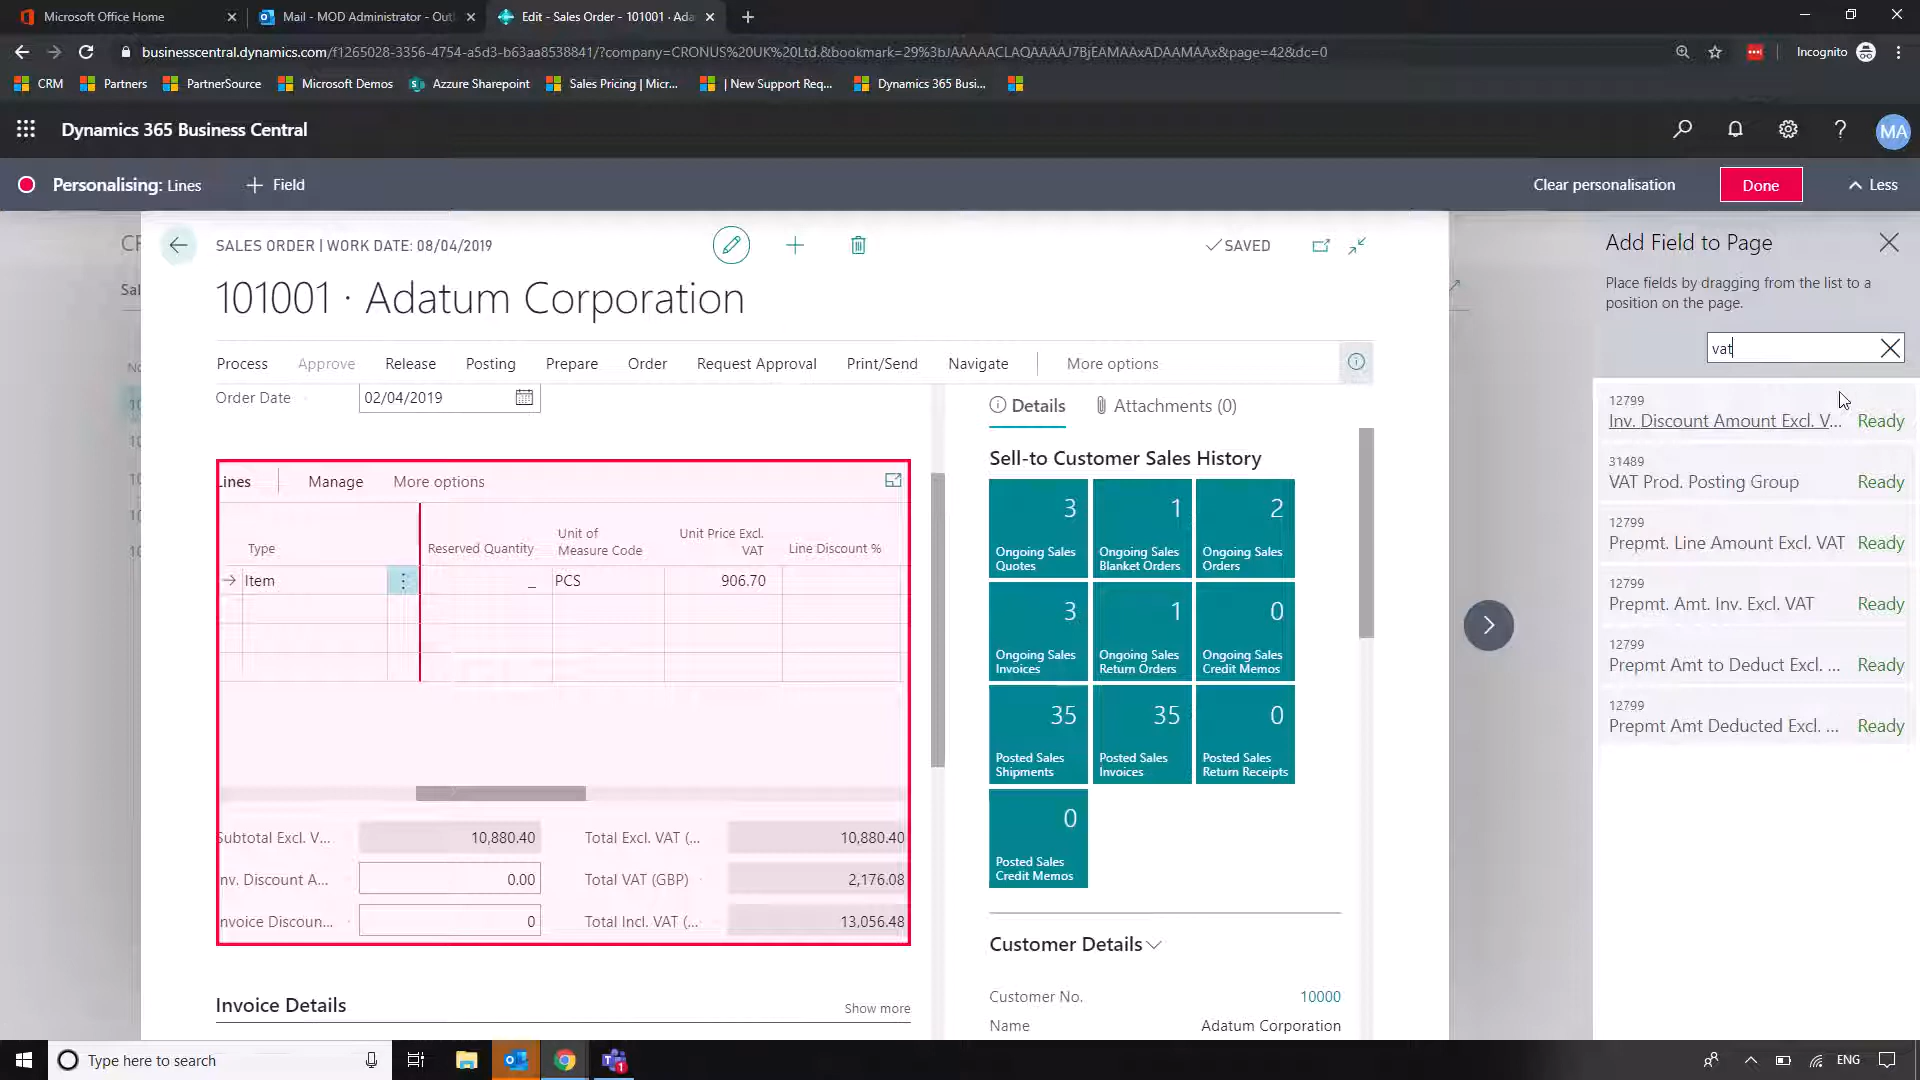 Microsoft Office Home
Mail - MOD Administrator - Outl
Edit - Sales Order - 101001 · Ada
businesscentral.dynamics.com/f1265028-3356-4754-a5d3-b63aa8538841/?company=CRONUS%20UK%20Ltd.&bookmark=29%3bJAAAAACLAQAAAAJ7BjEAMAAxADAAMAAx&page=42&dc=0
Incognito
CRM
Partners
PartnerSource
Microsoft Demos
Azzure Sharepoint
Sales Pricing | Micr...
| New Support Req...
Dynamics 365 Busi...
Dynamics 365 Business Central
?
MA
Personalising: Lines
+ Field
Clear personalisation
Done
Less
CR
Sal
No
10
10
10
10
10
SALES ORDER | WORK DATE: 08/04/2019
SAVED
101001 · Adatum Corporation
Process
Approve
Release
Posting
Prepare
Order
Request Approval
Print/Send
Navigate
More options
Order Date
02/04/2019
Lines
Manage
More options
Type
Reserved Quantity
Unit of
Measure Code
Unit Price Excl.
VAT
Line Discount %
Item
_
PCS
906.70
Subtotal Excl. V...
10,880.40
Total Excl. VAT (...
10,880.40
nv. Discount A...
0.00
Total VAT (GBP)
2,176.08
nvoice Discoun...
0
Total Incl. VAT (...
13,056.48
Invoice Details
Show more
Details
Attachments (0)
Sell-to Customer Sales History
3
Ongoing Sales
Quotes
1
Ongoing Sales
Blanket Orders
2
Ongoing Sales
Orders
3
Ongoing Sales
Invoices
1
Ongoing Sales
Return Orders
0
Ongoing Sales
Credit Memos
35
Posted Sales
Shipments
35
Posted Sales
Invoices
0
Posted Sales
Return Receipts
0
Posted Sales
Credit Memos
Customer Details
Customer No.
10000
Name
Adatum Corporation
Add Field to Page
Place fields by dragging from the list to a
position on the page.
vat
12799
Inv. Discount Amount Excl. V...
Ready
31489
VAT Prod. Posting Group
Ready
12799
Prepmt. Line Amount Excl. VAT
Ready
12799
Prepmt. Amt. Inv. Excl. VAT
Ready
12799
Prepmt Amt to Deduct Excl. ...
Ready
12799
Prepmt Amt Deducted Excl. ...
Ready
Type here to search
ENG